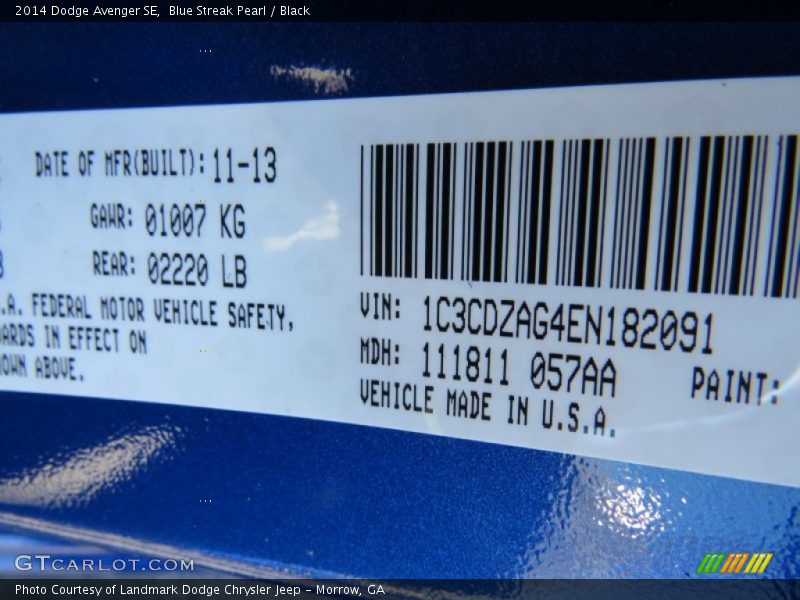 2014 Dodge Avenger SE, Blue Streak Pearl / Black
DATE OF MFR(BUILT): 11-13
GAWR: 01007 KG
REAR: 02220 LB
.A. FEDERAL MOTOR VEHICLE SAFETY,
ARDS IN EFFECT ON
OWN ABOVE.
VIN: 1C3CDZAG4EN182091
MDH: 111811 057AA PAINT:
VEHICLE MADE IN U.S.A.
GTCARLOT.COM
Photo Courtesy of Landmark Dodge Chrysler Jeep – Morrow, GA